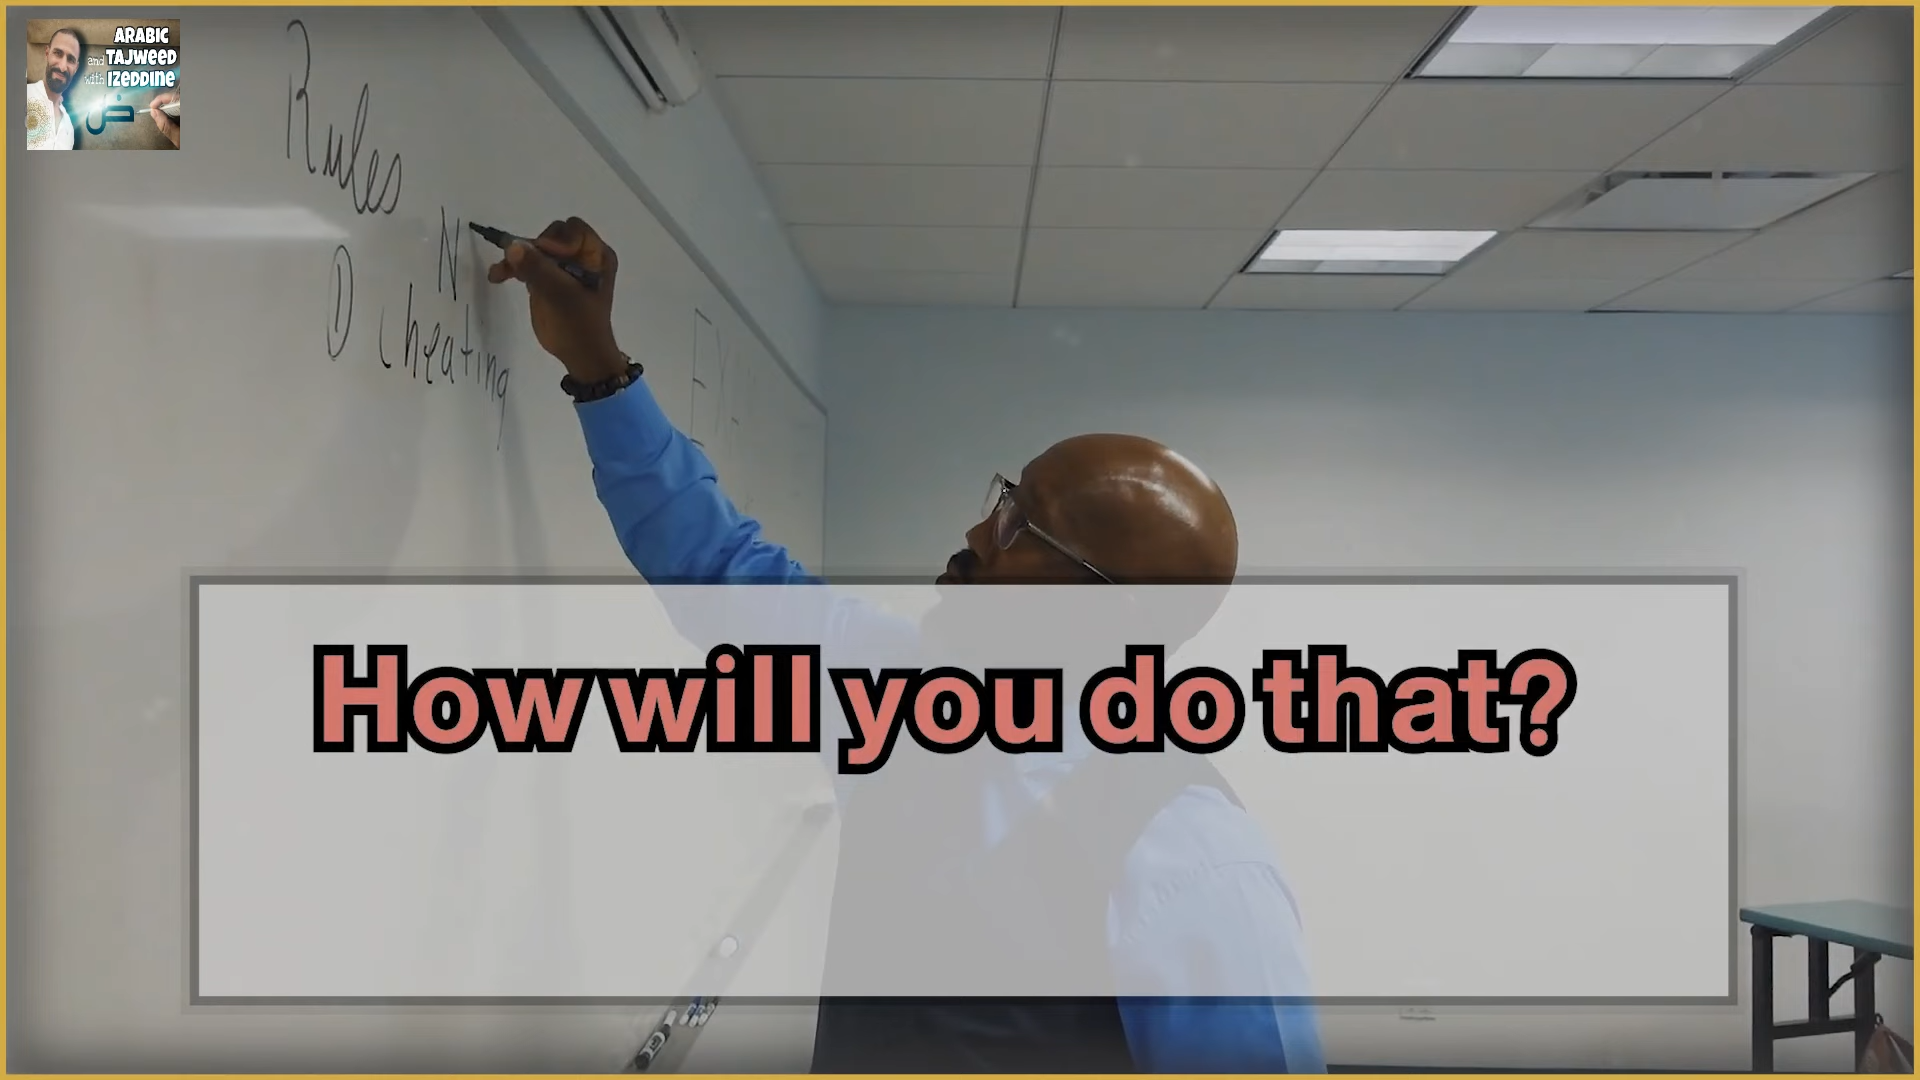 ARABIC
and TAJWEED
with IZEDDINE
ض
Rules
N
① Cheating
How will you do that?